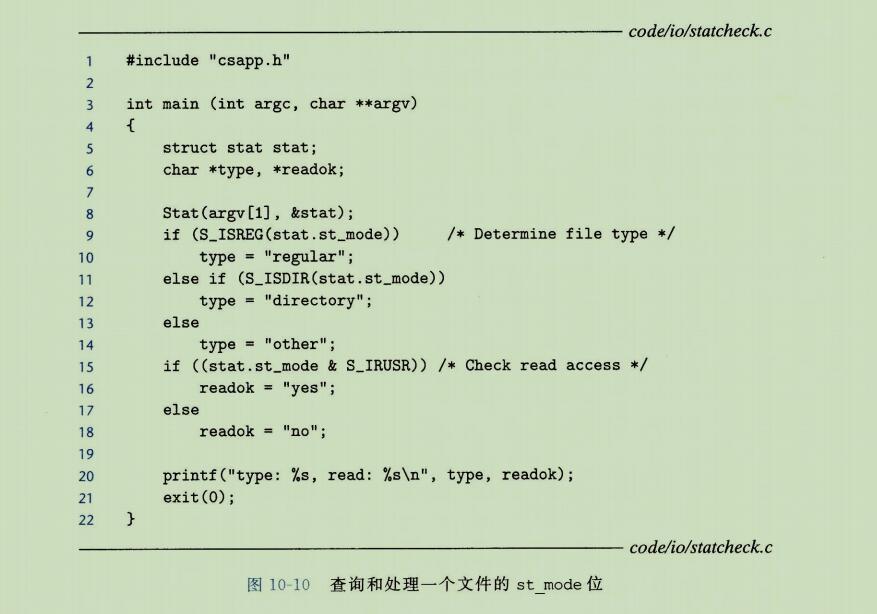 code/io/statcheck.c
1 #include "csapp.h"
2
3 int main (int argc, char **argv)
4 {
5     struct stat stat;
6     char *type, *readok;
7
8     Stat(argv[1], &stat);
9     if (S_ISREG(stat.st_mode))     /* Determine file type */
10         type = "regular";
11     else if (S_ISDIR(stat.st_mode))
12         type = "directory";
13     else
14         type = "other";
15     if ((stat.st_mode & S_IRUSR)) /* Check read access */
16         readok = "yes";
17     else
18         readok = "no";
19
20     printf("type: %s, read: %s\n", type, readok);
21     exit(0);
22 }
code/io/statcheck.c
图 10-10 查询和处理一个文件的 st_mode 位